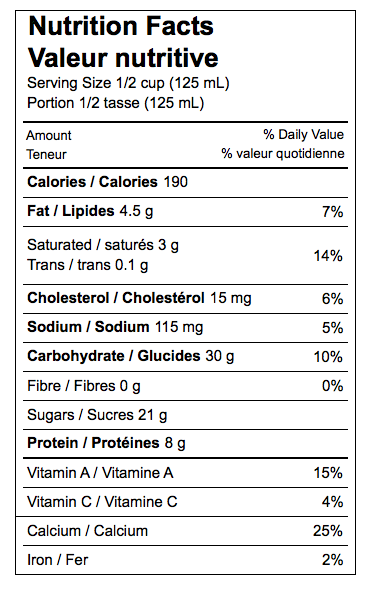 Nutrition Facts
Valeur nutritive
Serving Size 1/2 cup (125 mL)
Portion 1/2 tasse (125 mL)
Amount % Daily Value
Teneur % valeur quotidienne
Calories / Calories 190
Fat / Lipides 4.5 g 7%
Saturated / saturés 3 g
Trans / trans 0.1 g 14%
Cholesterol / Cholestérol 15 mg 6%
Sodium / Sodium 115 mg 5%
Carbohydrate / Glucides 30 g 10%
Fibre / Fibres 0 g 0%
Sugars / Sucres 21 g
Protein / Protéines 8 g
Vitamin A / Vitamine A 15%
Vitamin C / Vitamine C 4%
Calcium / Calcium 25%
Iron / Fer 2%